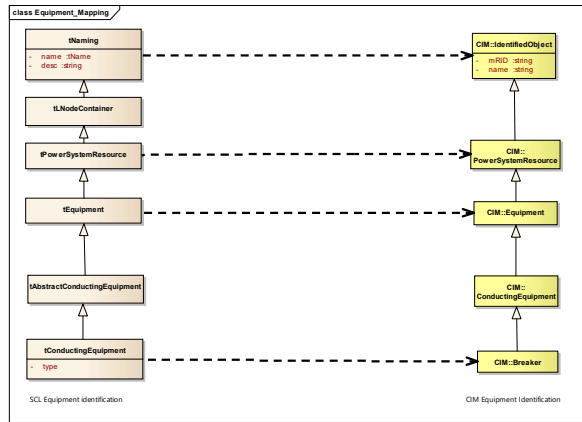 class Equipment_Mapping
tNaming
- name :tName
- desc :string
tLNodeContainer
tPowerSystemResource
tEquipment
tAbstractConductingEquipment
tConductingEquipment
- type
SCL Equipment identification
CIM::IdentifiedObject
- mRID :string
- name :string
CIM::
PowerSystemResource
CIM::Equipment
CIM::
ConductingEquipment
CIM::Breaker
CIM Equipment Identification